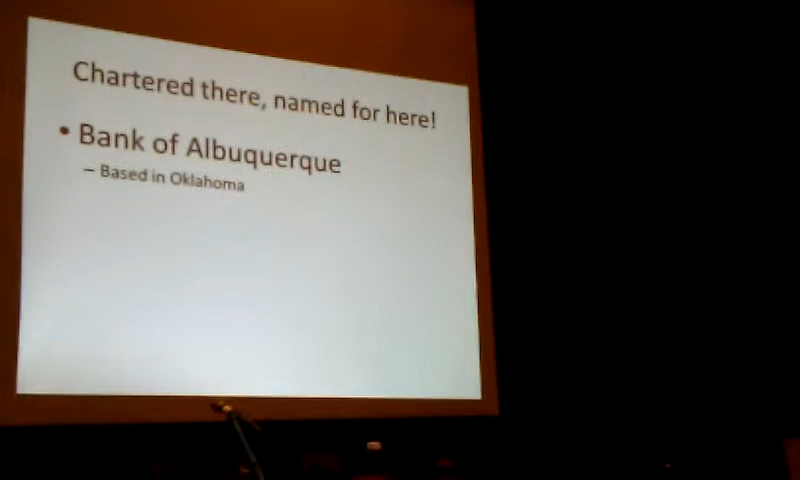 Chartered there, named for here!
• Bank of Albuquerque
– Based in Oklahoma